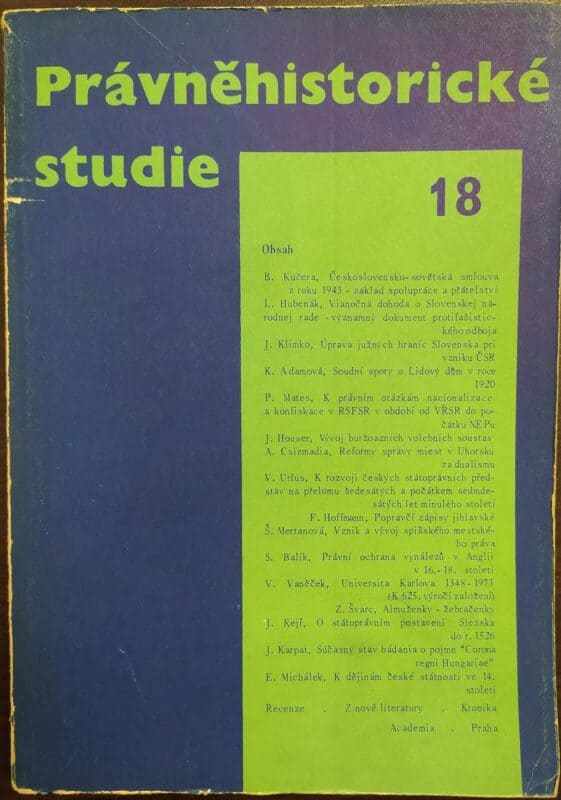 Právněhistorické
studie
18
Obsah
B. Kučera, Československo-sovětská smlouva
z roku 1943 - základ spolupráce a přátelství
L. Hubenák, Vianočná dohoda o Slovenskej ná-
rodnej rade - významný dokument protifašistic-
kého odboja
J. Klimko, Úprava južných hraníc Slovenska pri
vzniku ČSR
K. Adamová, Soudní spory o Lidový dům v roce
1920
P. Mates, K právním otázkám nacionalizace
a konfiskace v RSFSR v období od VŘSR do po-
čátku NEPu
J. Houser, Vývoj buržoazních volebních soustav
A. Csizmadia, Reformy správy miest v Uhorsku
za dualismu
V. Urfus, K rozvoji českých státoprávních před-
stav na přelomu šedesátých a počátkem sedmde-
sátých let minulého století
F. Hoffmann, Popravčí zápisy jihlavské
Š. Mertanová, Vznik a vývoj spišského mestské-
ho práva
S. Balík, Právní ochrana vynálezů v Anglii
v 16.-18. století
V. Vaněček, Universita Karlova 1348-1973
(K 625. výročí založení)
Z. Švarc, Almuženky - žebračenky
J. Kejř, O státoprávním postavení Slezska
do r. 1526
J. Karpat, Súčasný stav bádania o pojme "Corona
regni Hungariae"
E. Michálek, K dějinám české státnosti ve 14.
století
Recenze . Z nové literatury . Kronika
Academia . Praha